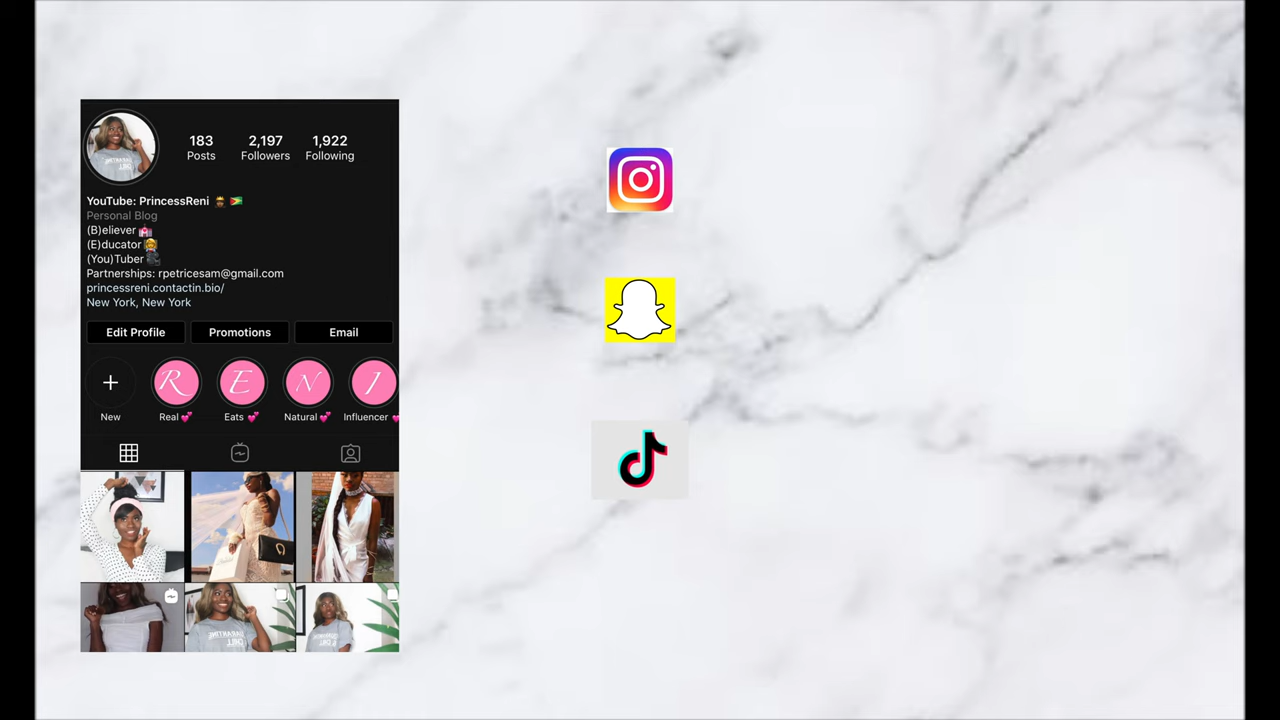 183
2,197
1,922
Posts
Followers
Following
YouTube: PrincessReni
Personal Blog
(B)eliever
(E)ducator
(You)Tuber
Partnerships: rpetricesam@gmail.com
princessreni.contactin.bio/
New York, New York
Edit Profile
Promotions
Email
R
E
N
I
New
Real
Eats
Natural
Influencer